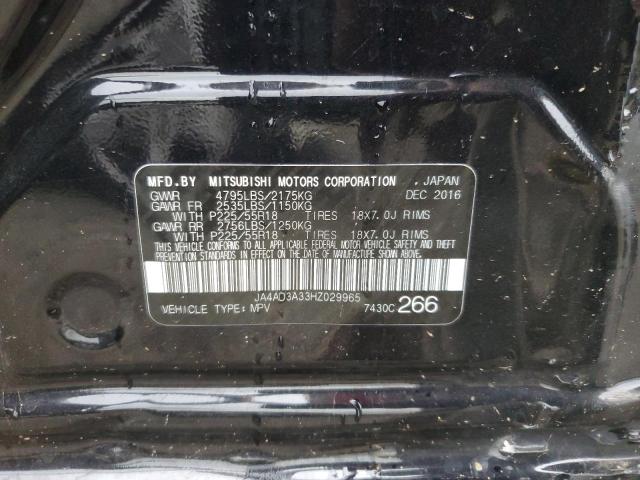 MFD.BY MITSUBISHI MOTORS CORPORATION , JAPAN
GVWR 4795LBS/2175KG DEC 2016
GAWR FR 2535LBS/1150KG
WITH P225/55R18 TIRES 18X7.0J RIMS
GAWR RR 2756LBS/1250KG
WITH P225/55R18 TIRES 18X7.0J RIMS
THIS VEHICLE CONFORMS TO ALL APPLICABLE FEDERAL MOTOR VEHICLE SAFETY AND THEFT
PREVENTION STANDARDS IN EFFECT ON THE DATE OF MANUFACTURE SHOWN ABOVE.
JA4AD3A33HZ029965
VEHICLE TYPE: MPV 7430C 266